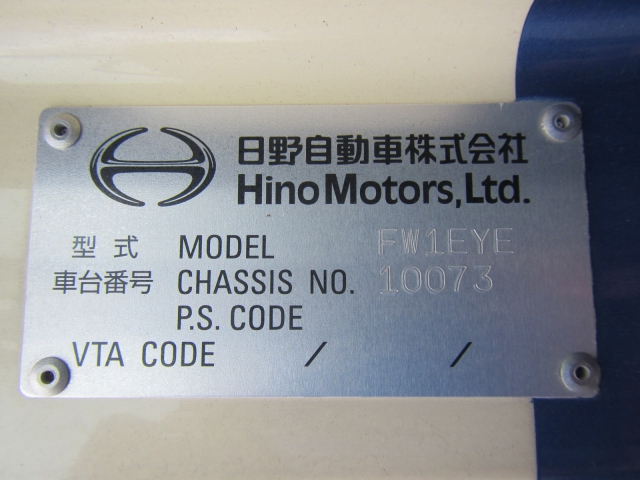 日野自動車株式会社
Hino Motors, Ltd.
型式 MODEL FW1EYE
車台番号 CHASSIS NO. 10073
P.S. CODE
VTA CODE / /